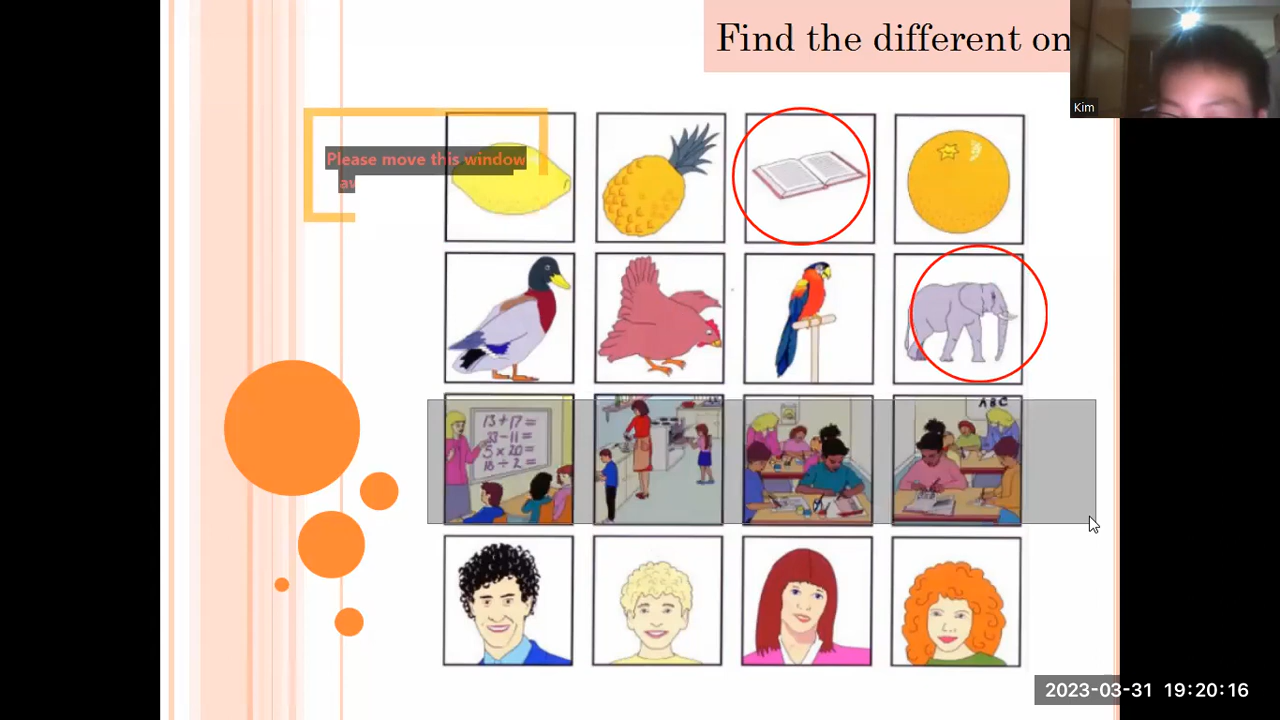 Find the different on
Kim
Please move this window
aw
13+17=
33-11=
5×20=
18÷2=
ABC
2023-03-31 19:20:16